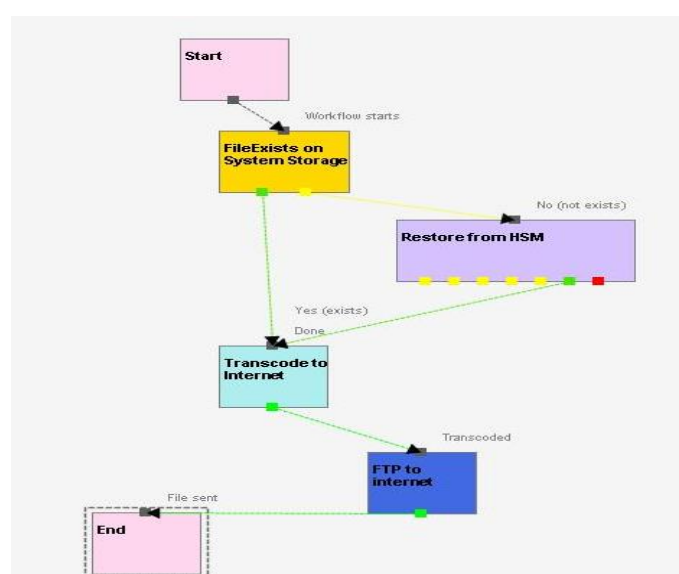 Start
Workflow starts
FileExists on
System Storage
No (not exists)
Restore from HSM
Yes (exists)
Done
Transcode to
Internet
Transcoded
FTP to
internet
File sent
End